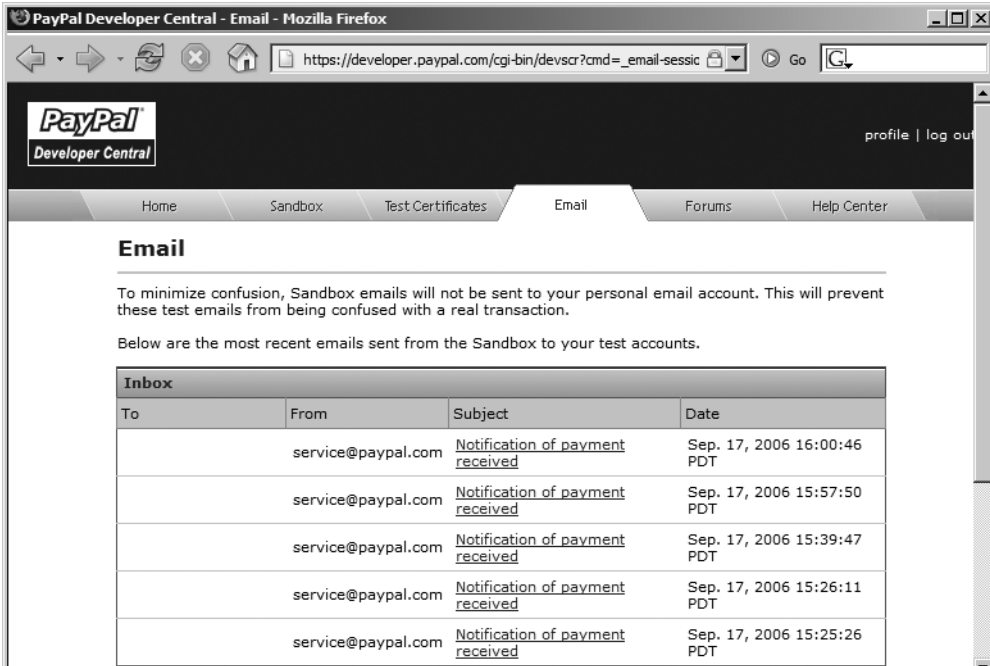 PayPal Developer Central - Email - Mozilla Firefox
https://developer.paypal.com/cgi-bin/devscr?cmd=_email-sessic
Go
G
PayPal
Developer Central
profile | log out
Home
Sandbox
Test Certificates
Email
Forums
Help Center
Email
To minimize confusion, Sandbox emails will not be sent to your personal email account. This will prevent
these test emails from being confused with a real transaction.
Below are the most recent emails sent from the Sandbox to your test accounts.
Inbox
To From Subject Date
service@paypal.com Notification of payment Sep. 17, 2006 16:00:46
received PDT
service@paypal.com Notification of payment Sep. 17, 2006 15:57:50
received PDT
service@paypal.com Notification of payment Sep. 17, 2006 15:39:47
received PDT
service@paypal.com Notification of payment Sep. 17, 2006 15:26:11
received PDT
service@paypal.com Notification of payment Sep. 17, 2006 15:25:26
received PDT